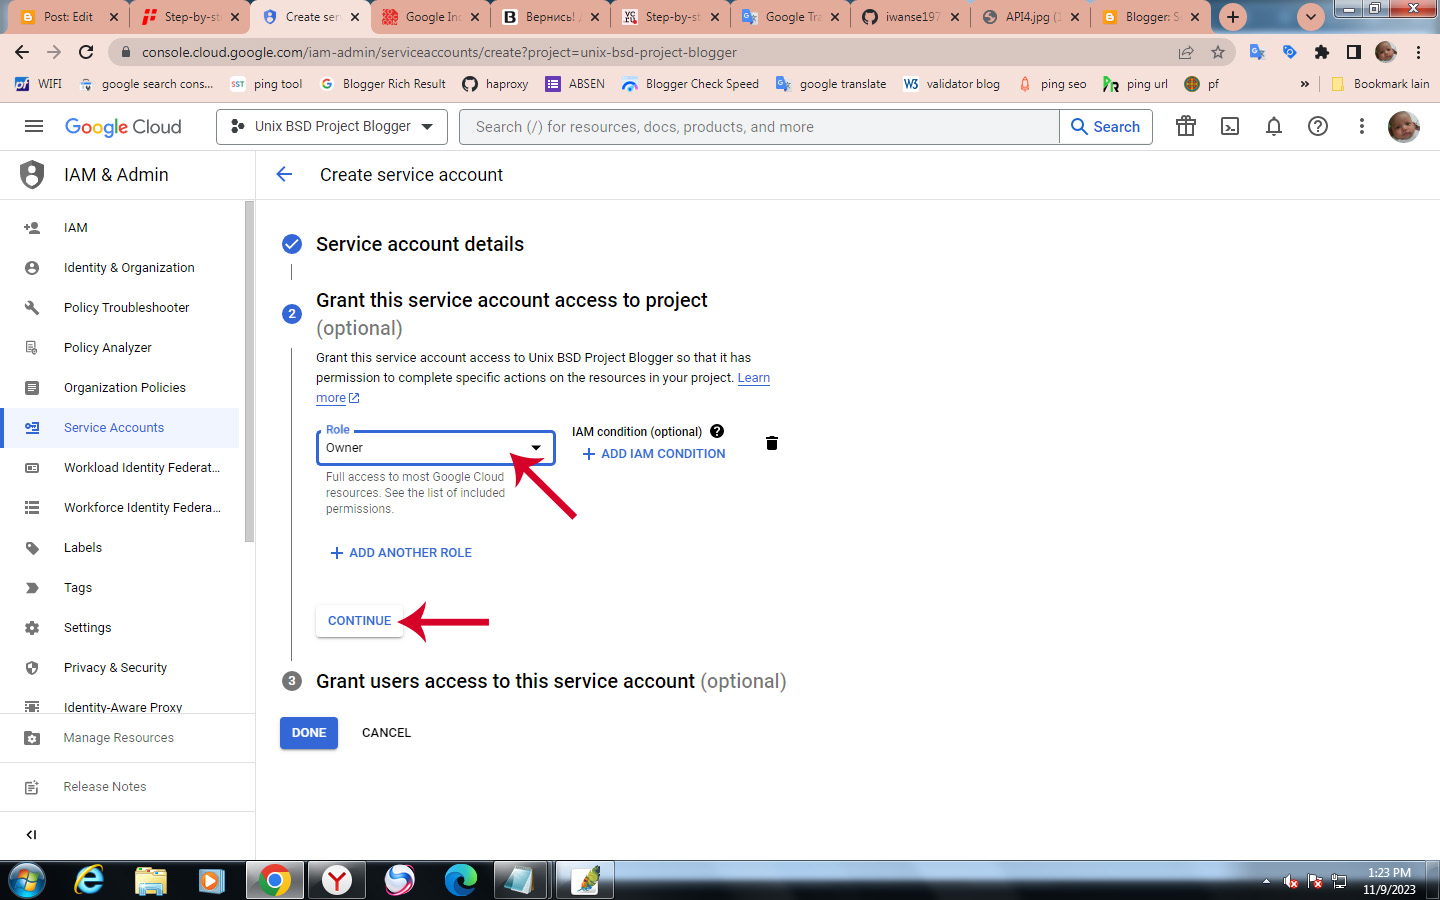 Post: Edit
Step-by-st
Create ser
Google Ind
Вернись! Д
Step-by-st
Google Tra
iwanse197
API4.jpg (1
Blogger: S
console.cloud.google.com/iam-admin/serviceaccounts/create?project=unix-bsd-project-blogger
WIFI
google search cons...
SST
ping tool
Blogger Rich Result
haproxy
ABSEN
Blogger Check Speed
google translate
W3
validator blog
ping seo
ping url
pf
»
Bookmark lain
Google Cloud
Unix BSD Project Blogger
Search (/) for resources, docs, products, and more
Search
IAM & Admin
Create service account
IAM
Identity & Organization
Policy Troubleshooter
Policy Analyzer
Organization Policies
Service Accounts
Workload Identity Federat...
Workforce Identity Federa...
Labels
Tags
Settings
Privacy & Security
Identity-Aware Proxy
Manage Resources
Release Notes
Service account details
2
Grant this service account access to project
(optional)
Grant this service account access to Unix BSD Project Blogger so that it has
permission to complete specific actions on the resources in your project. Learn
more
Role
Owner
IAM condition (optional)
ADD IAM CONDITION
Full access to most Google Cloud
resources. See the list of included
permissions.
ADD ANOTHER ROLE
CONTINUE
3
Grant users access to this service account (optional)
DONE
CANCEL
1:23 PM
11/9/2023